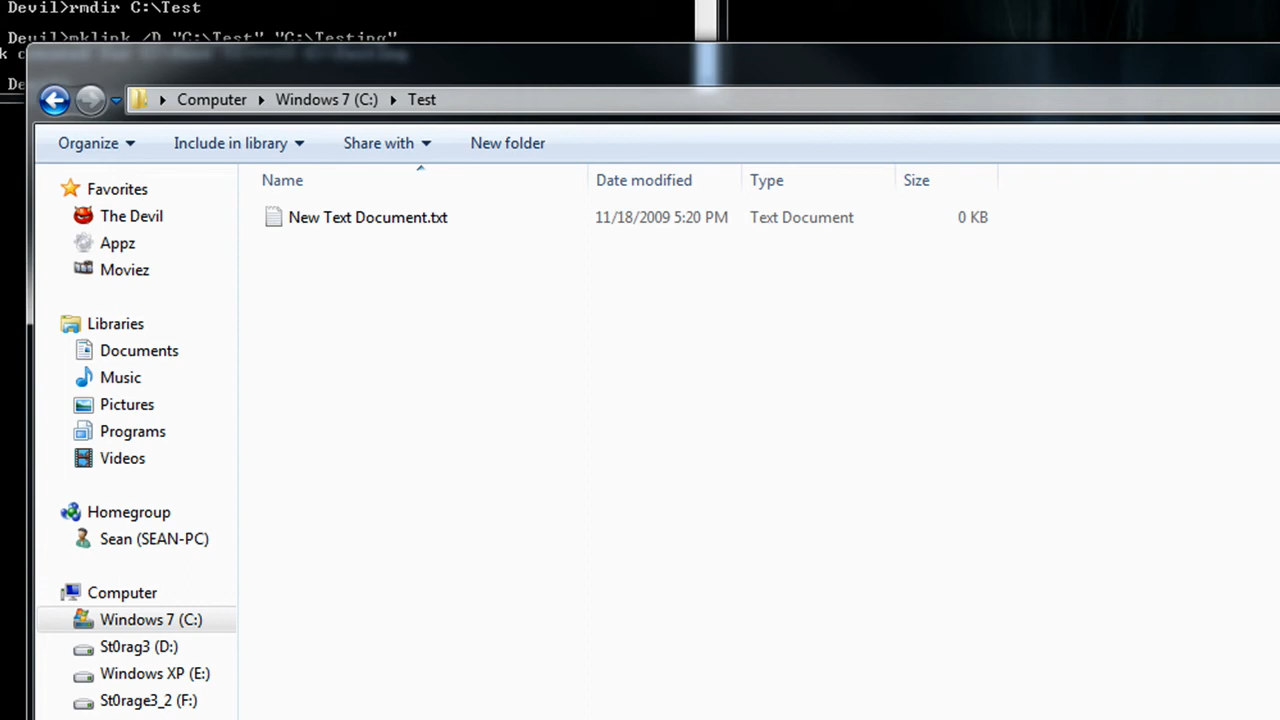 Devil>rmdir C:\Test
Devil>mklink /D "C:\Test" "C:\Testing"
k
De
Computer Windows 7 (C:) Test
Organize Include in library Share with New folder
Name Date modified Type Size
New Text Document.txt 11/18/2009 5:20 PM Text Document 0 KB
Favorites
The Devil
Appz
Moviez
Libraries
Documents
Music
Pictures
Programs
Videos
Homegroup
Sean (SEAN-PC)
Computer
Windows 7 (C:)
St0rag3 (D:)
Windows XP (E:)
St0rage3_2 (F:)